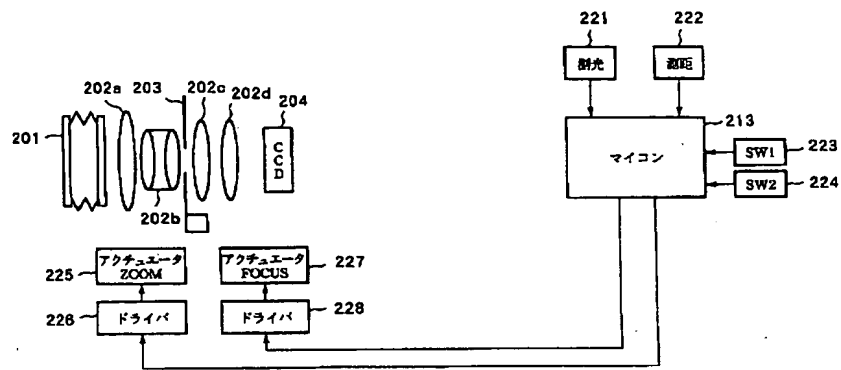 221
222
測光
測距
202a
203
202c
202d
204
201
CCD
202b
213
マイコン
SW1
223
SW2
224
アクチュエータ
ZOOM
225
アクチュエータ
FOCUS
227
226
ドライバ
ドライバ
228